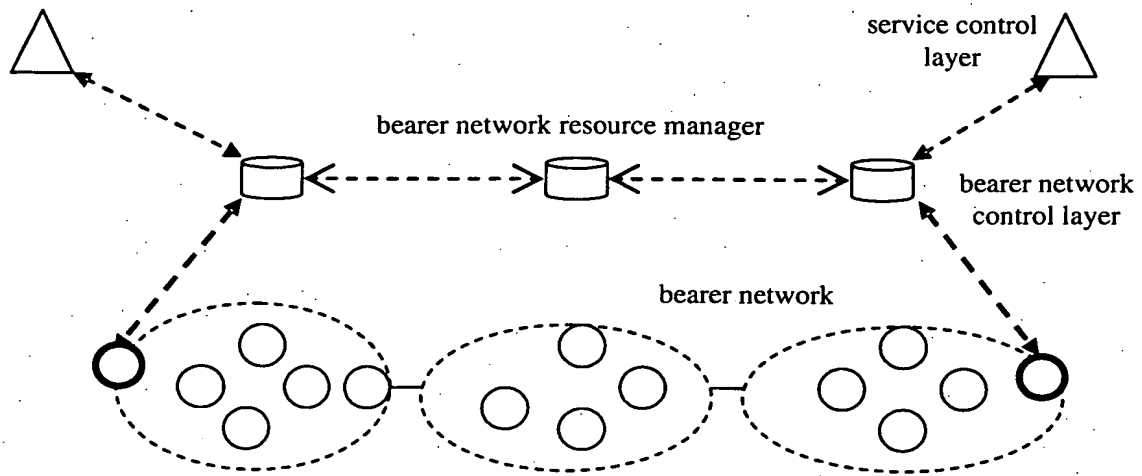 service control
layer
bearer network resource manager
bearer network
control layer
bearer network